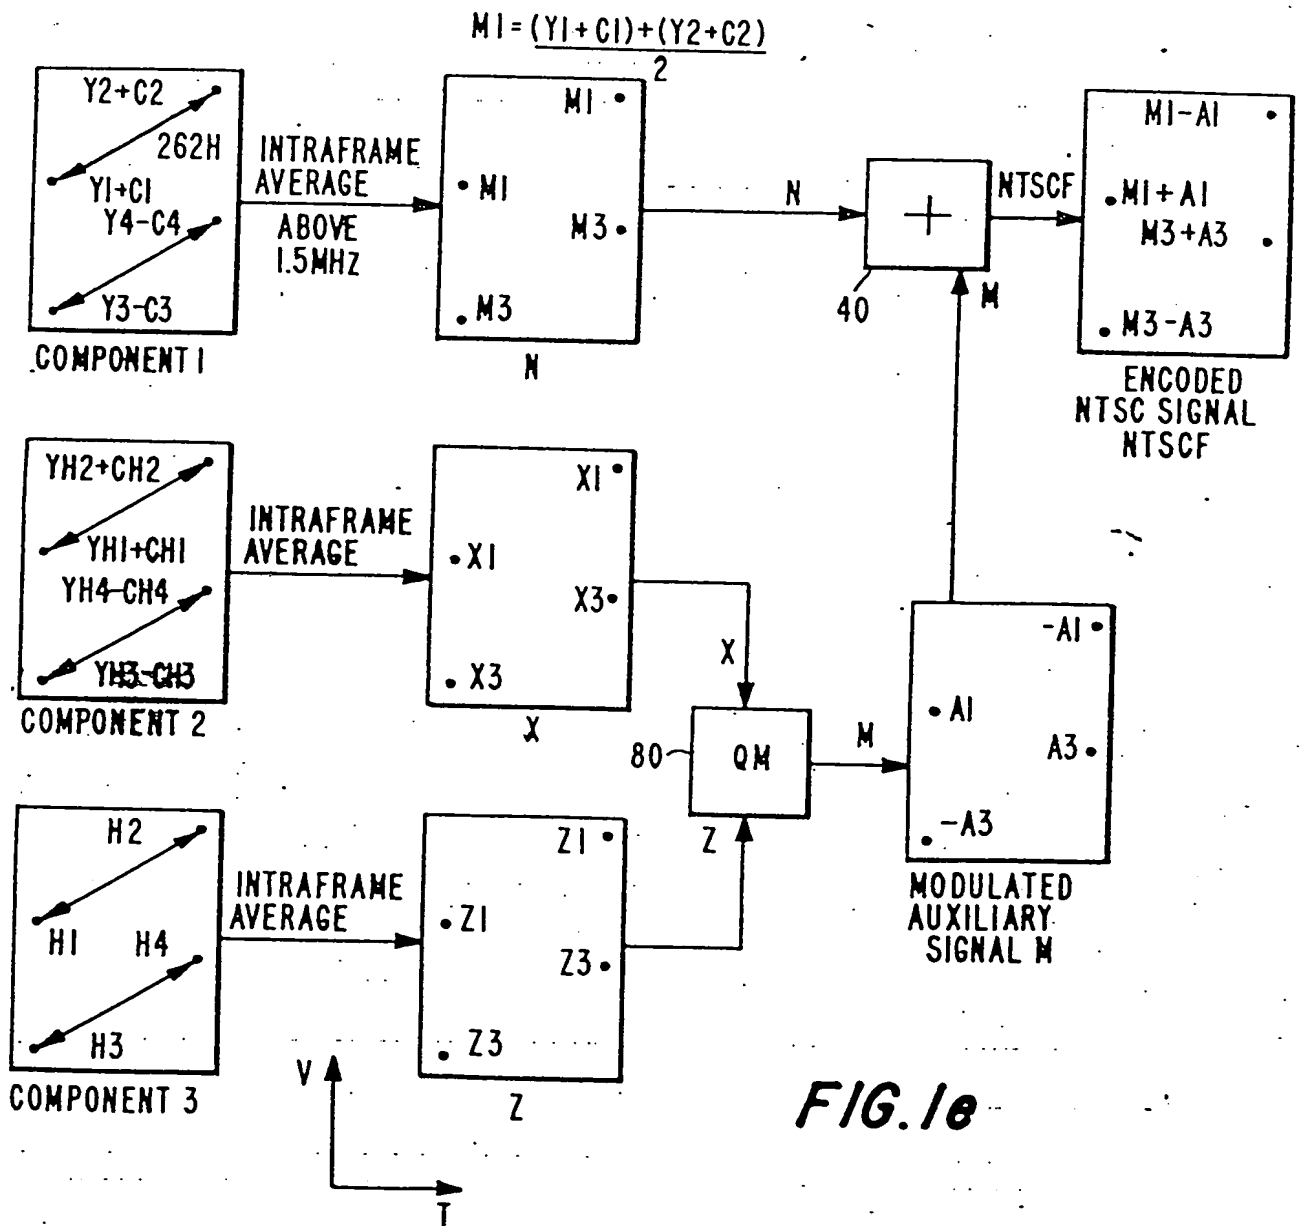 M1=(Y1+C1)+(Y2+C2)
2
Y2+C2
262H
Y1+C1
Y4-C4
Y3-C3
COMPONENT 1
INTRAFRAME
AVERAGE
ABOVE
1.5MHZ
M1
M1
M3
M3
N
N
+
40
M
NTSCF
M1-A1
M1+A1
M3+A3
M3-A3
ENCODED
NTSC SIGNAL
NTSCF
YH2+CH2
YH1+CH1
YH4-CH4
YH3-CH3
COMPONENT 2
INTRAFRAME
AVERAGE
X1
X1
X3
X3
X
X
80
QM
Z
M
-A1
A1
A3
-A3
MODULATED
AUXILIARY
SIGNAL M
H2
H1
H4
H3
COMPONENT 3
INTRAFRAME
AVERAGE
Z1
Z1
Z3
Z3
Z
V
T
FIG.1e